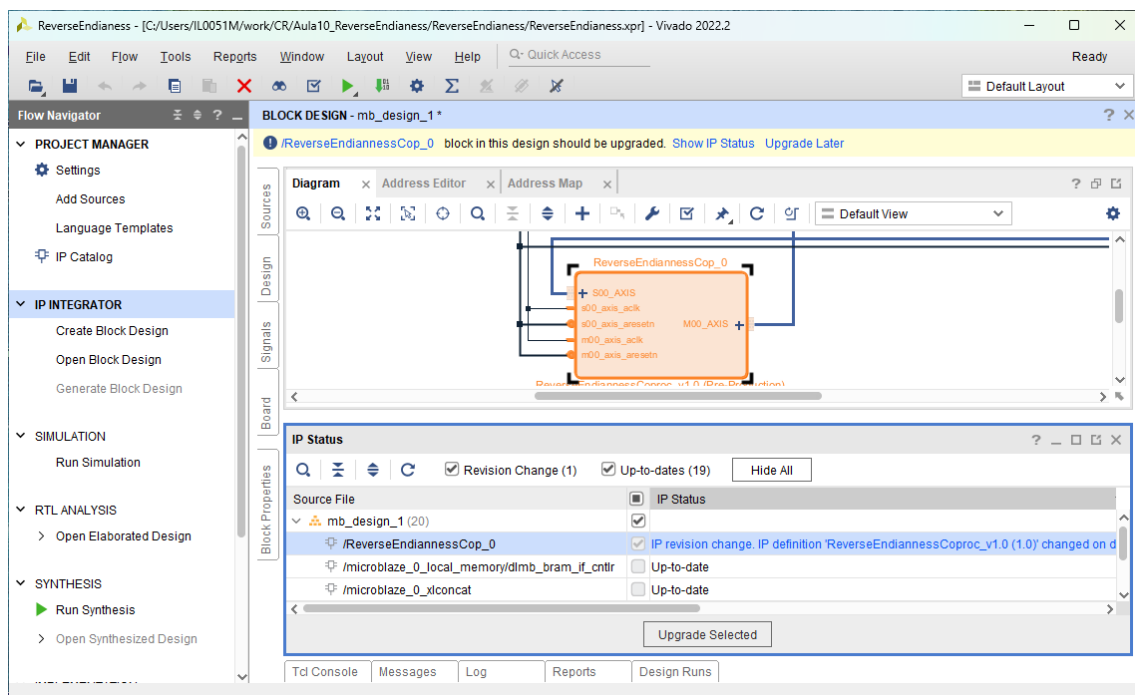 ReverseEndianess - [C:/Users/IL0051M/work/CR/Aula10_ReverseEndianess/ReverseEndianess/ReverseEndianess.xpr] - Vivado 2022.2
File Edit Flow Tools Reports Window Layout View Help Q- Quick Access Ready
Default Layout
Flow Navigator
PROJECT MANAGER
Settings
Add Sources
Language Templates
IP Catalog
IP INTEGRATOR
Create Block Design
Open Block Design
Generate Block Design
SIMULATION
Run Simulation
RTL ANALYSIS
Open Elaborated Design
SYNTHESIS
Run Synthesis
Open Synthesized Design
BLOCK DESIGN - mb_design_1 *
/ReverseEndiannessCop_0 block in this design should be upgraded. Show IP Status Upgrade Later
Sources
Design
Signals
Board
Block Properties
Diagram Address Editor Address Map
Default View
ReverseEndiannessCop_0
S00_AXIS
s00_axis_aclk
s00_axis_aresetn M00_AXIS
m00_axis_aclk
m00_axis_aresetn
ReverseEndiannessCoproc_v1.0 (Pre-Production)
IP Status
Revision Change (1) Up-to-dates (19) Hide All
Source File IP Status
mb_design_1 (20)
/ReverseEndiannessCop_0 IP revision change. IP definition 'ReverseEndiannessCoproc_v1.0 (1.0)' changed on d
/microblaze_0_local_memory/dlmb_bram_if_cntlr Up-to-date
/microblaze_0_xlconcat Up-to-date
Upgrade Selected
Tcl Console Messages Log Reports Design Runs